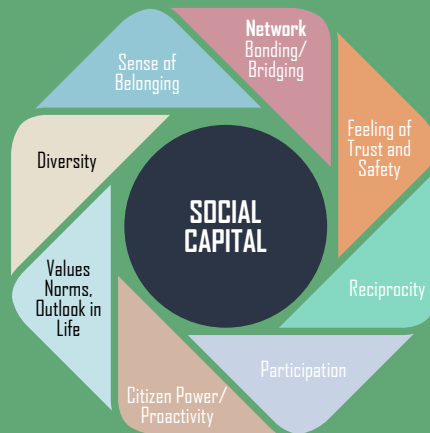 Network
Bonding/
Bridging
Sense of
Belonging
Feeling of
Trust and
Safety
Diversity
SOCIAL
CAPITAL
Values
Norms,
Outlook in
Life
Reciprocity
Participation
Citizen Power/
Proactivity